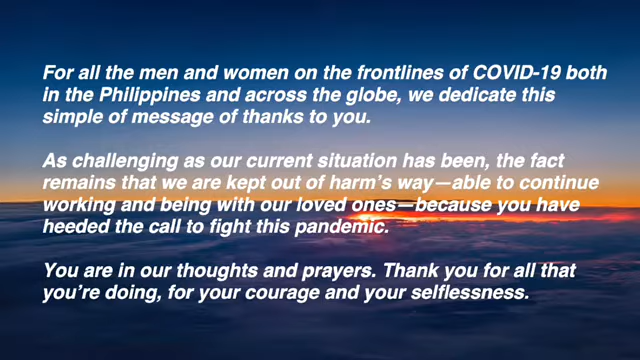 For all the men and women on the frontlines of COVID-19 both
in the Philippines and across the globe, we dedicate this
simple of message of thanks to you.
As challenging as our current situation has been, the fact
remains that we are kept out of harm's way—able to continue
working and being with our loved ones—because you have
heeded the call to fight this pandemic.
You are in our thoughts and prayers. Thank you for all that
you're doing, for your courage and your selflessness.